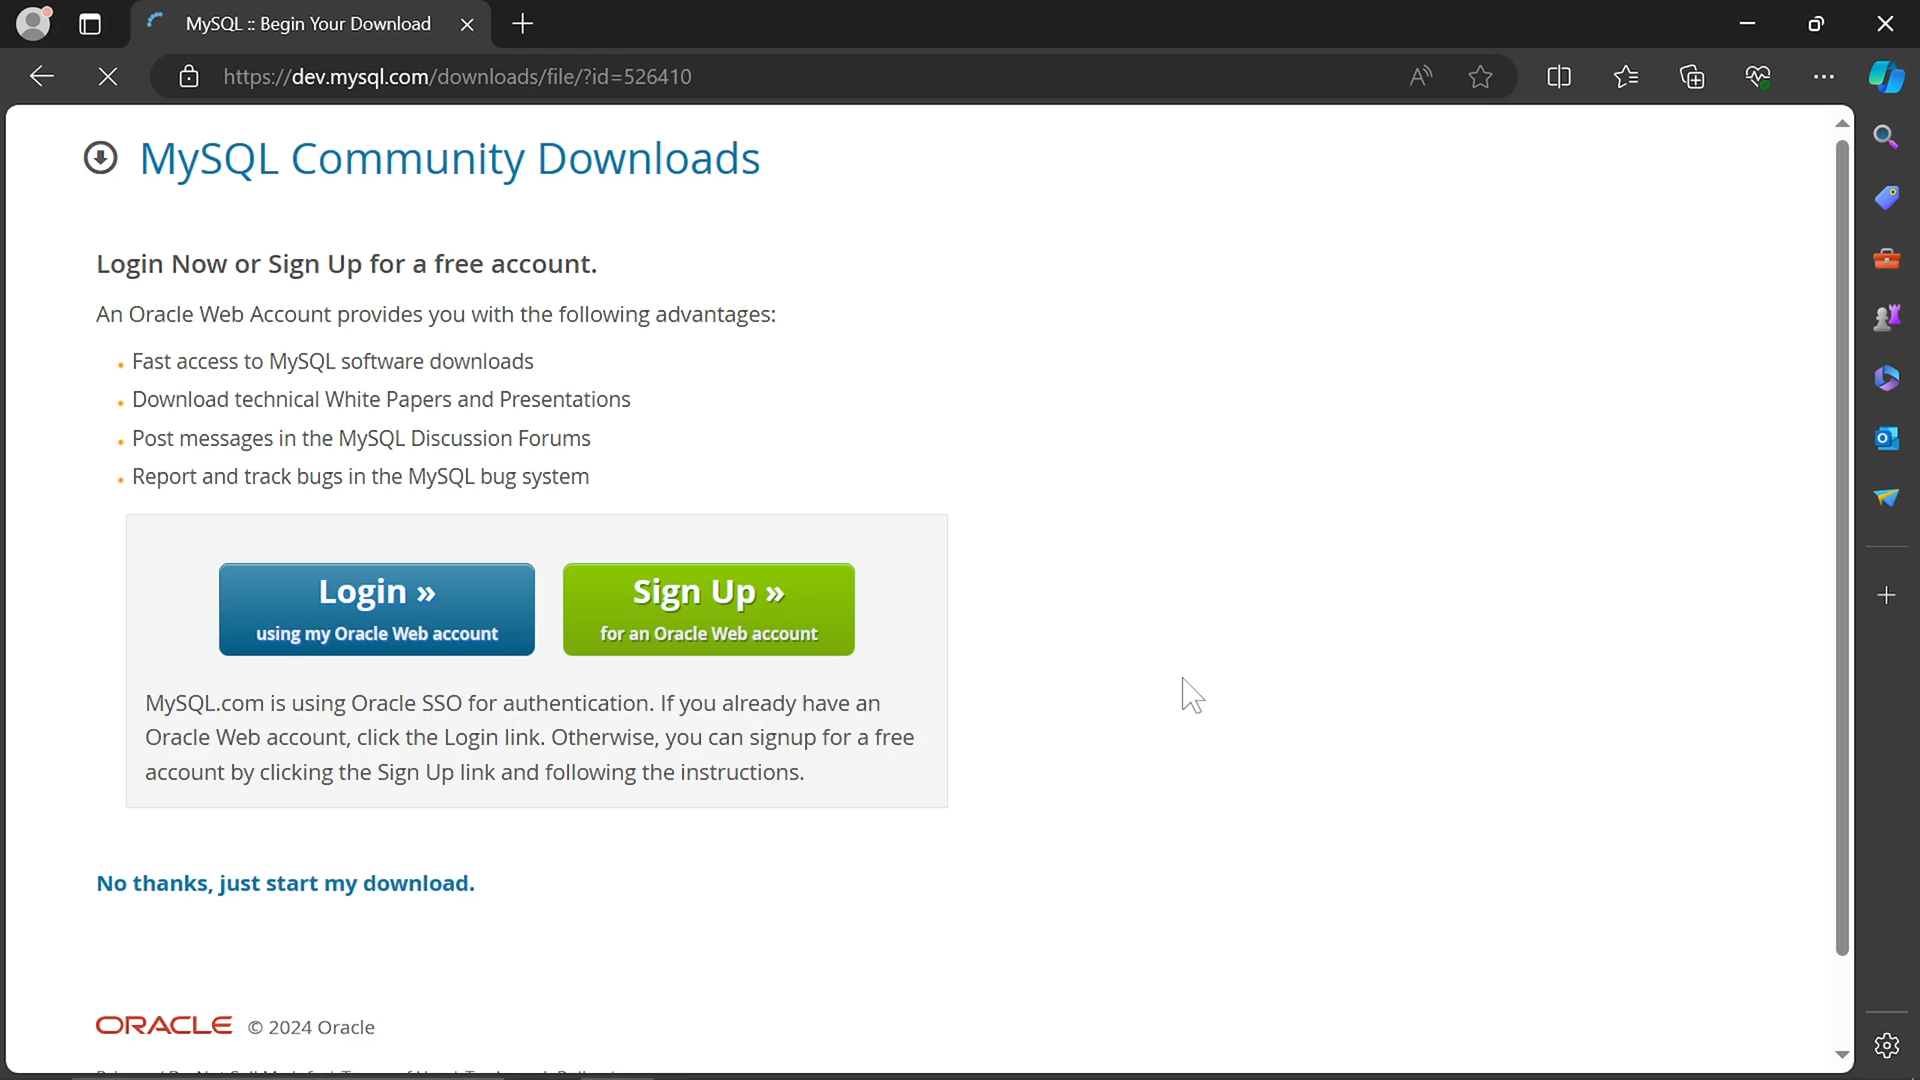 MySQL :: Begin Your Download
https://dev.mysql.com/downloads/file/?id=526410
MySQL Community Downloads
Login Now or Sign Up for a free account.
An Oracle Web Account provides you with the following advantages:
Fast access to MySQL software downloads
Download technical White Papers and Presentations
Post messages in the MySQL Discussion Forums
Report and track bugs in the MySQL bug system
Login »
using my Oracle Web account
Sign Up »
for an Oracle Web account
MySQL.com is using Oracle SSO for authentication. If you already have an
Oracle Web account, click the Login link. Otherwise, you can signup for a free
account by clicking the Sign Up link and following the instructions.
No thanks, just start my download.
ORACLE © 2024 Oracle